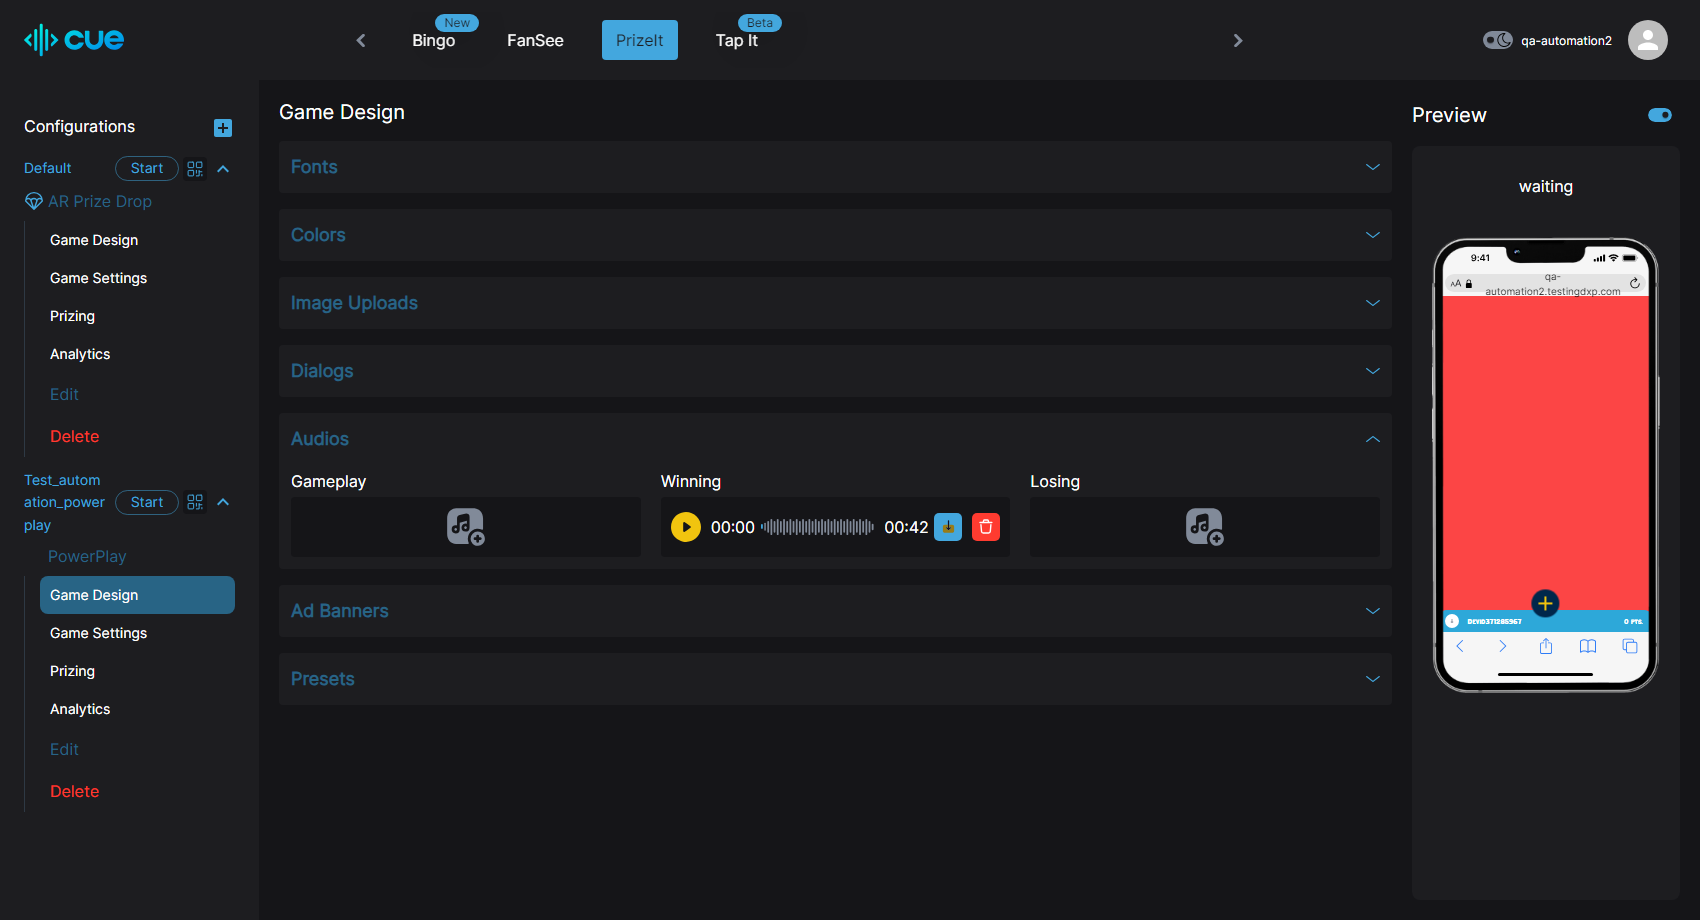 cue
New
Bingo
FanSee
PrizeIt
Beta
Tap It
qa-automation2
Configurations
Default
Start
AR Prize Drop
Game Design
Game Settings
Prizing
Analytics
Edit
Delete
Test_autom
ation_power
play
Start
PowerPlay
Game Design
Game Settings
Prizing
Analytics
Edit
Delete
Game Design
Fonts
Colors
Image Uploads
Dialogs
Audios
Gameplay
Winning
00:00
00:42
Losing
Ad Banners
Presets
Preview
waiting
9:41
AA
qa-
automation2.testingdxp.com
0 PTS.